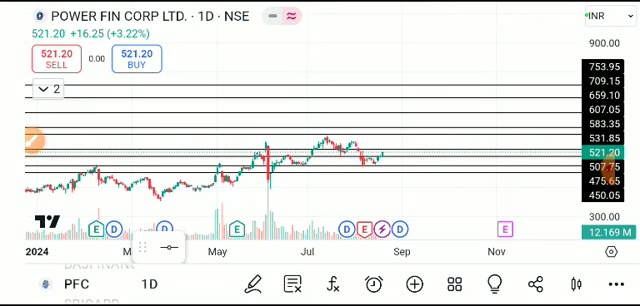 POWER FIN CORP LTD. · 1D · NSE
INR
521.20 +16.25 (+3.22%)
521.20 SELL 0.00 521.20 BUY
900.00
2
753.95
709.15
659.10
607.05
583.35
531.85
521.20
507.75
475.6
450.05
300.00
12.169 M
E D D E D E D E
2024 May Jul Sep Nov
PFC 1D